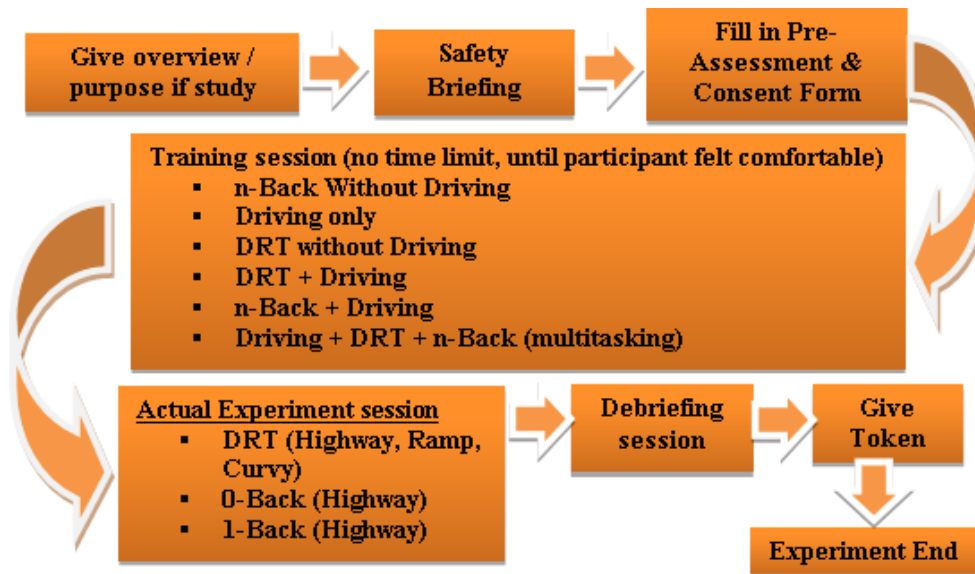 Give overview /
purpose if study
Safety
Briefing
Fill in Pre-
Assessment &
Consent Form
Training session (no time limit, until participant felt comfortable)
▪ n-Back Without Driving
▪ Driving only
▪ DRT without Driving
▪ DRT + Driving
▪ n-Back + Driving
▪ Driving + DRT + n-Back (multitasking)
Actual Experiment session
▪ DRT (Highway, Ramp,
Curvy)
▪ 0-Back (Highway)
▪ 1-Back (Highway)
Debriefing
session
Give
Token
Experiment End